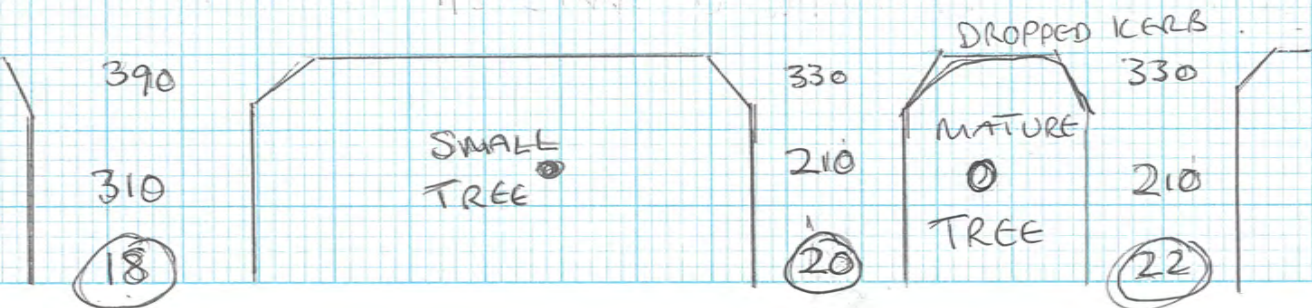 DROPPED KERB
390
330
330
SMALL
TREE
MATURE
TREE
310
210
210
18
20
22